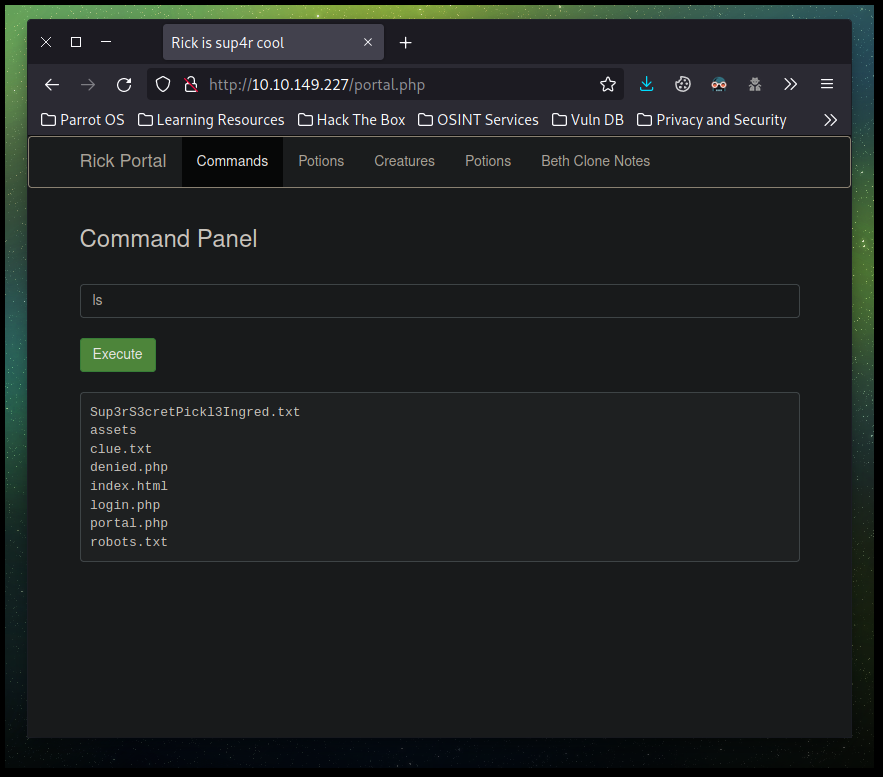 Rick is sup4r cool
http://10.10.149.227/portal.php
Parrot OS Learning Resources Hack The Box OSINT Services Vuln DB Privacy and Security
Rick Portal Commands Potions Creatures Potions Beth Clone Notes
Command Panel
ls
Execute
Sup3rS3cretPickl3Ingred.txt
assets
clue.txt
denied.php
index.html
login.php
portal.php
robots.txt